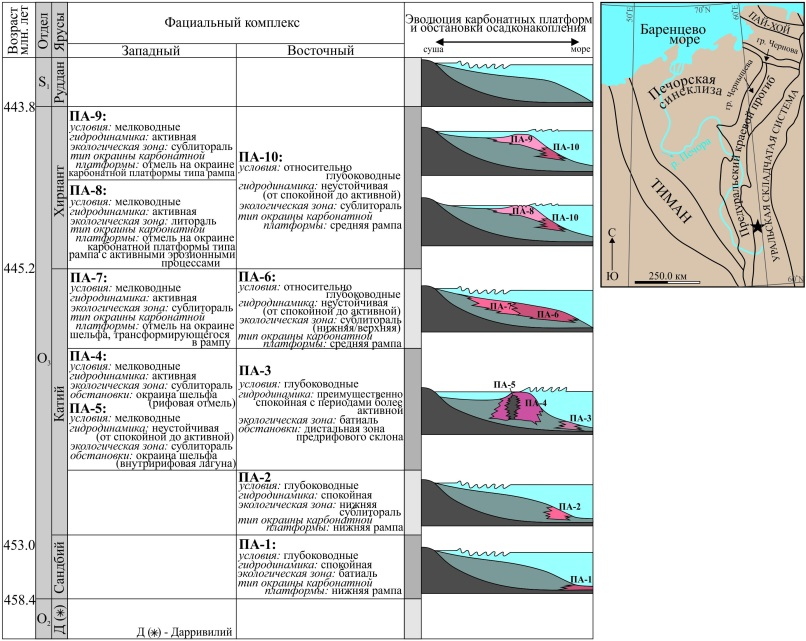 Возраст
млн. лет
Отдел
Ярусы
Фациальный комплекс
Западный
Восточный
Эволюция карбонатных платформ
и обстановки осадконакопления
суша
море
S1
Руддан
443.8
Хирнант
ПА-9:
условия: мелководные
гидродинамика: активная
экологическая зона: сублитораль
тип окраины карбонатной
платформы: отмель на окраине
карбонатной платформы типа рампа
ПА-8:
условия: мелководные
гидродинамика: активная
экологическая зона: литораль
тип окраины карбонатной
платформы: отмель на окраине
карбонатной платформы типа
рампа с активными эрозионными
процессами
ПА-10:
условия: относительно
глубоководные
гидродинамика: неустойчивая
(от спокойной до активной)
экологическая зона: сублитораль
тип окраины карбонатной
платформы: средняя рампа
ПА-9
ПА-10
ПА-8
ПА-10
445.2
O3
Катий
ПА-7:
условия: мелководные
гидродинамика: активная
экологическая зона: сублитораль
тип окраины карбонатной
платформы: отмель на окраине
шельфа, трансформирующегося
в рампу
ПА-6:
условия: относительно
глубоководные
гидродинамика: неустойчивая
(от спокойной до активной)
экологическая зона: сублитораль
(нижняя/верхняя)
тип окраины карбонатной
платформы: средняя рампа
ПА-7
ПА-6
ПА-4:
условия: мелководные
гидродинамика: активная
экологическая зона: сублитораль
обстановки: окраина шельфа
(рифовая отмель)
ПА-5:
условия: мелководные
гидродинамика: неустойчивая
(от спокойной до активной)
экологическая зона: сублитораль
обстановки: окраина шельфа
(внутририфовая лагуна)
ПА-3
условия: глубоководные
гидродинамика: преимущественно
спокойная с периодами более
активной
экологическая зона: батиаль
обстановки: дистальная зона
предрифового склона
ПА-5
ПА-4
ПА-3
ПА-2
условия: глубоководные
гидродинамика: спокойная
экологическая зона: нижняя
сублитораль
тип окраины карбонатной
платформы: нижняя рампа
ПА-2
453.0
Сандбий
ПА-1:
условия: глубоководные
гидродинамика: спокойная
экологическая зона: батиаль
тип окраины карбонатной
платформы: нижняя рампа
ПА-1
458.4
O2
Д (✳)
Д (✳) - Дарривилий
50°E
70°N
60°E
Баренцево
море
ПАЙ-ХОЙ
гр. Чернова
гр. Чернышева
Печорская
синеклиза
р. Печора
Предуральский краевой прогиб
УРАЛЬСКАЯ СКЛАДЧАТАЯ СИСТЕМА
ТИМАН
С
Ю
250.0 км
60°N